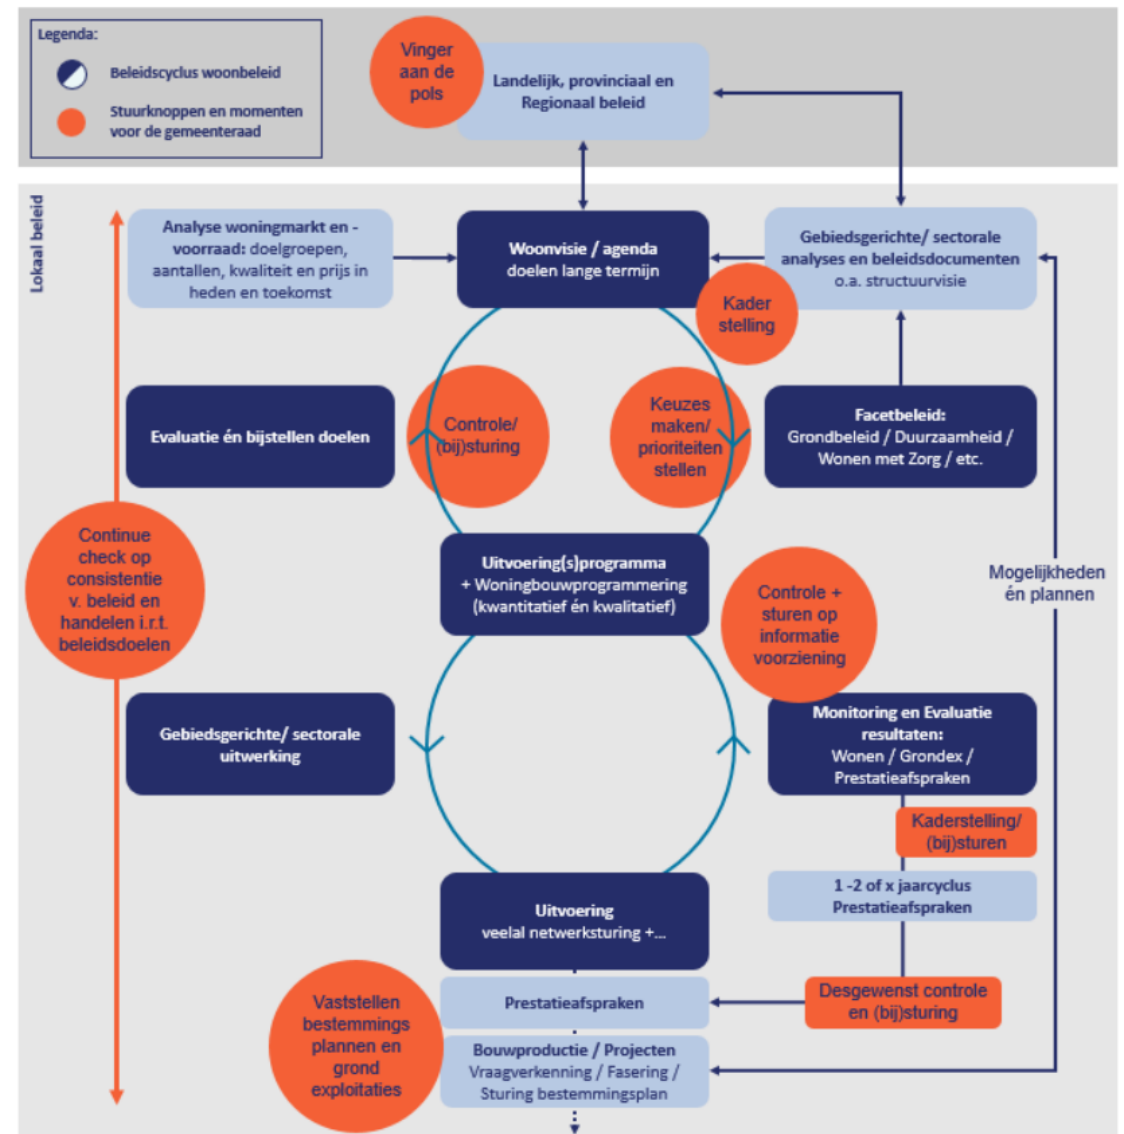 Legenda:
Beleidscyclus woonbeleid
Stuurknoppen en momenten
voor de gemeenteraad
Vinger
aan de
pols
Landelijk, provinciaal en
Regionaal beleid
Lokaal beleid
Analyse woningmarkt en -
voorraad: doelgroepen,
aantallen, kwaliteit en prijs in
heden en toekomst
Woonvisie / agenda
doelen lange termijn
Gebiedsgerichte/ sectorale
analyses en beleidsdocumenten
o.a. structuurvisie
Kader
stelling
Evaluatie én bijstellen doelen
Controle/
(bij)sturing
Keuzes
maken/
prioriteiten
stellen
Facetbeleid:
Grondbeleid / Duurzaamheid /
Wonen met Zorg / etc.
Continue
check op
consistentie
v. beleid en
handelen i.r.t.
beleidsdoelen
Uitvoering(s)programma
+ Woningbouwprogrammering
(kwantitatief én kwalitatief)
Controle +
sturen op
informatie
voorziening
Mogelijkheden
én plannen
Gebiedsgerichte/ sectorale
uitwerking
Monitoring en Evaluatie
resultaten:
Wonen / Grondex /
Prestatieafspraken
Kaderstelling/
(bij)sturen
1 -2 of x jaarcyclus
Prestatieafspraken
Uitvoering
veelal netwerksturing +...
Vaststellen
bestemmings
plannen en
grond
exploitaties
Prestatieafspraken
Desgewenst controle
en (bij)sturing
Bouwproductie / Projecten
Vraagverkenning / Fasering /
Sturing bestemmingsplan